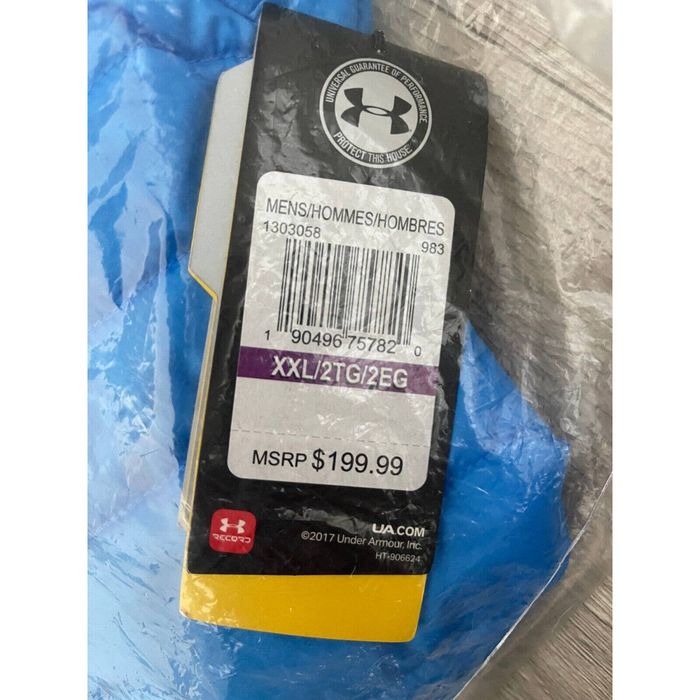 UNIVERSAL GUARANTEE OF PERFORMANCE
PROTECT THIS HOUSE
MENS/HOMMES/HOMBRES
1303058 983
1 90496 75782 0
XXL/2TG/2EG
MSRP $199.99
RECORD
UA.COM
©2017 Under Armour, Inc.
HT-906624